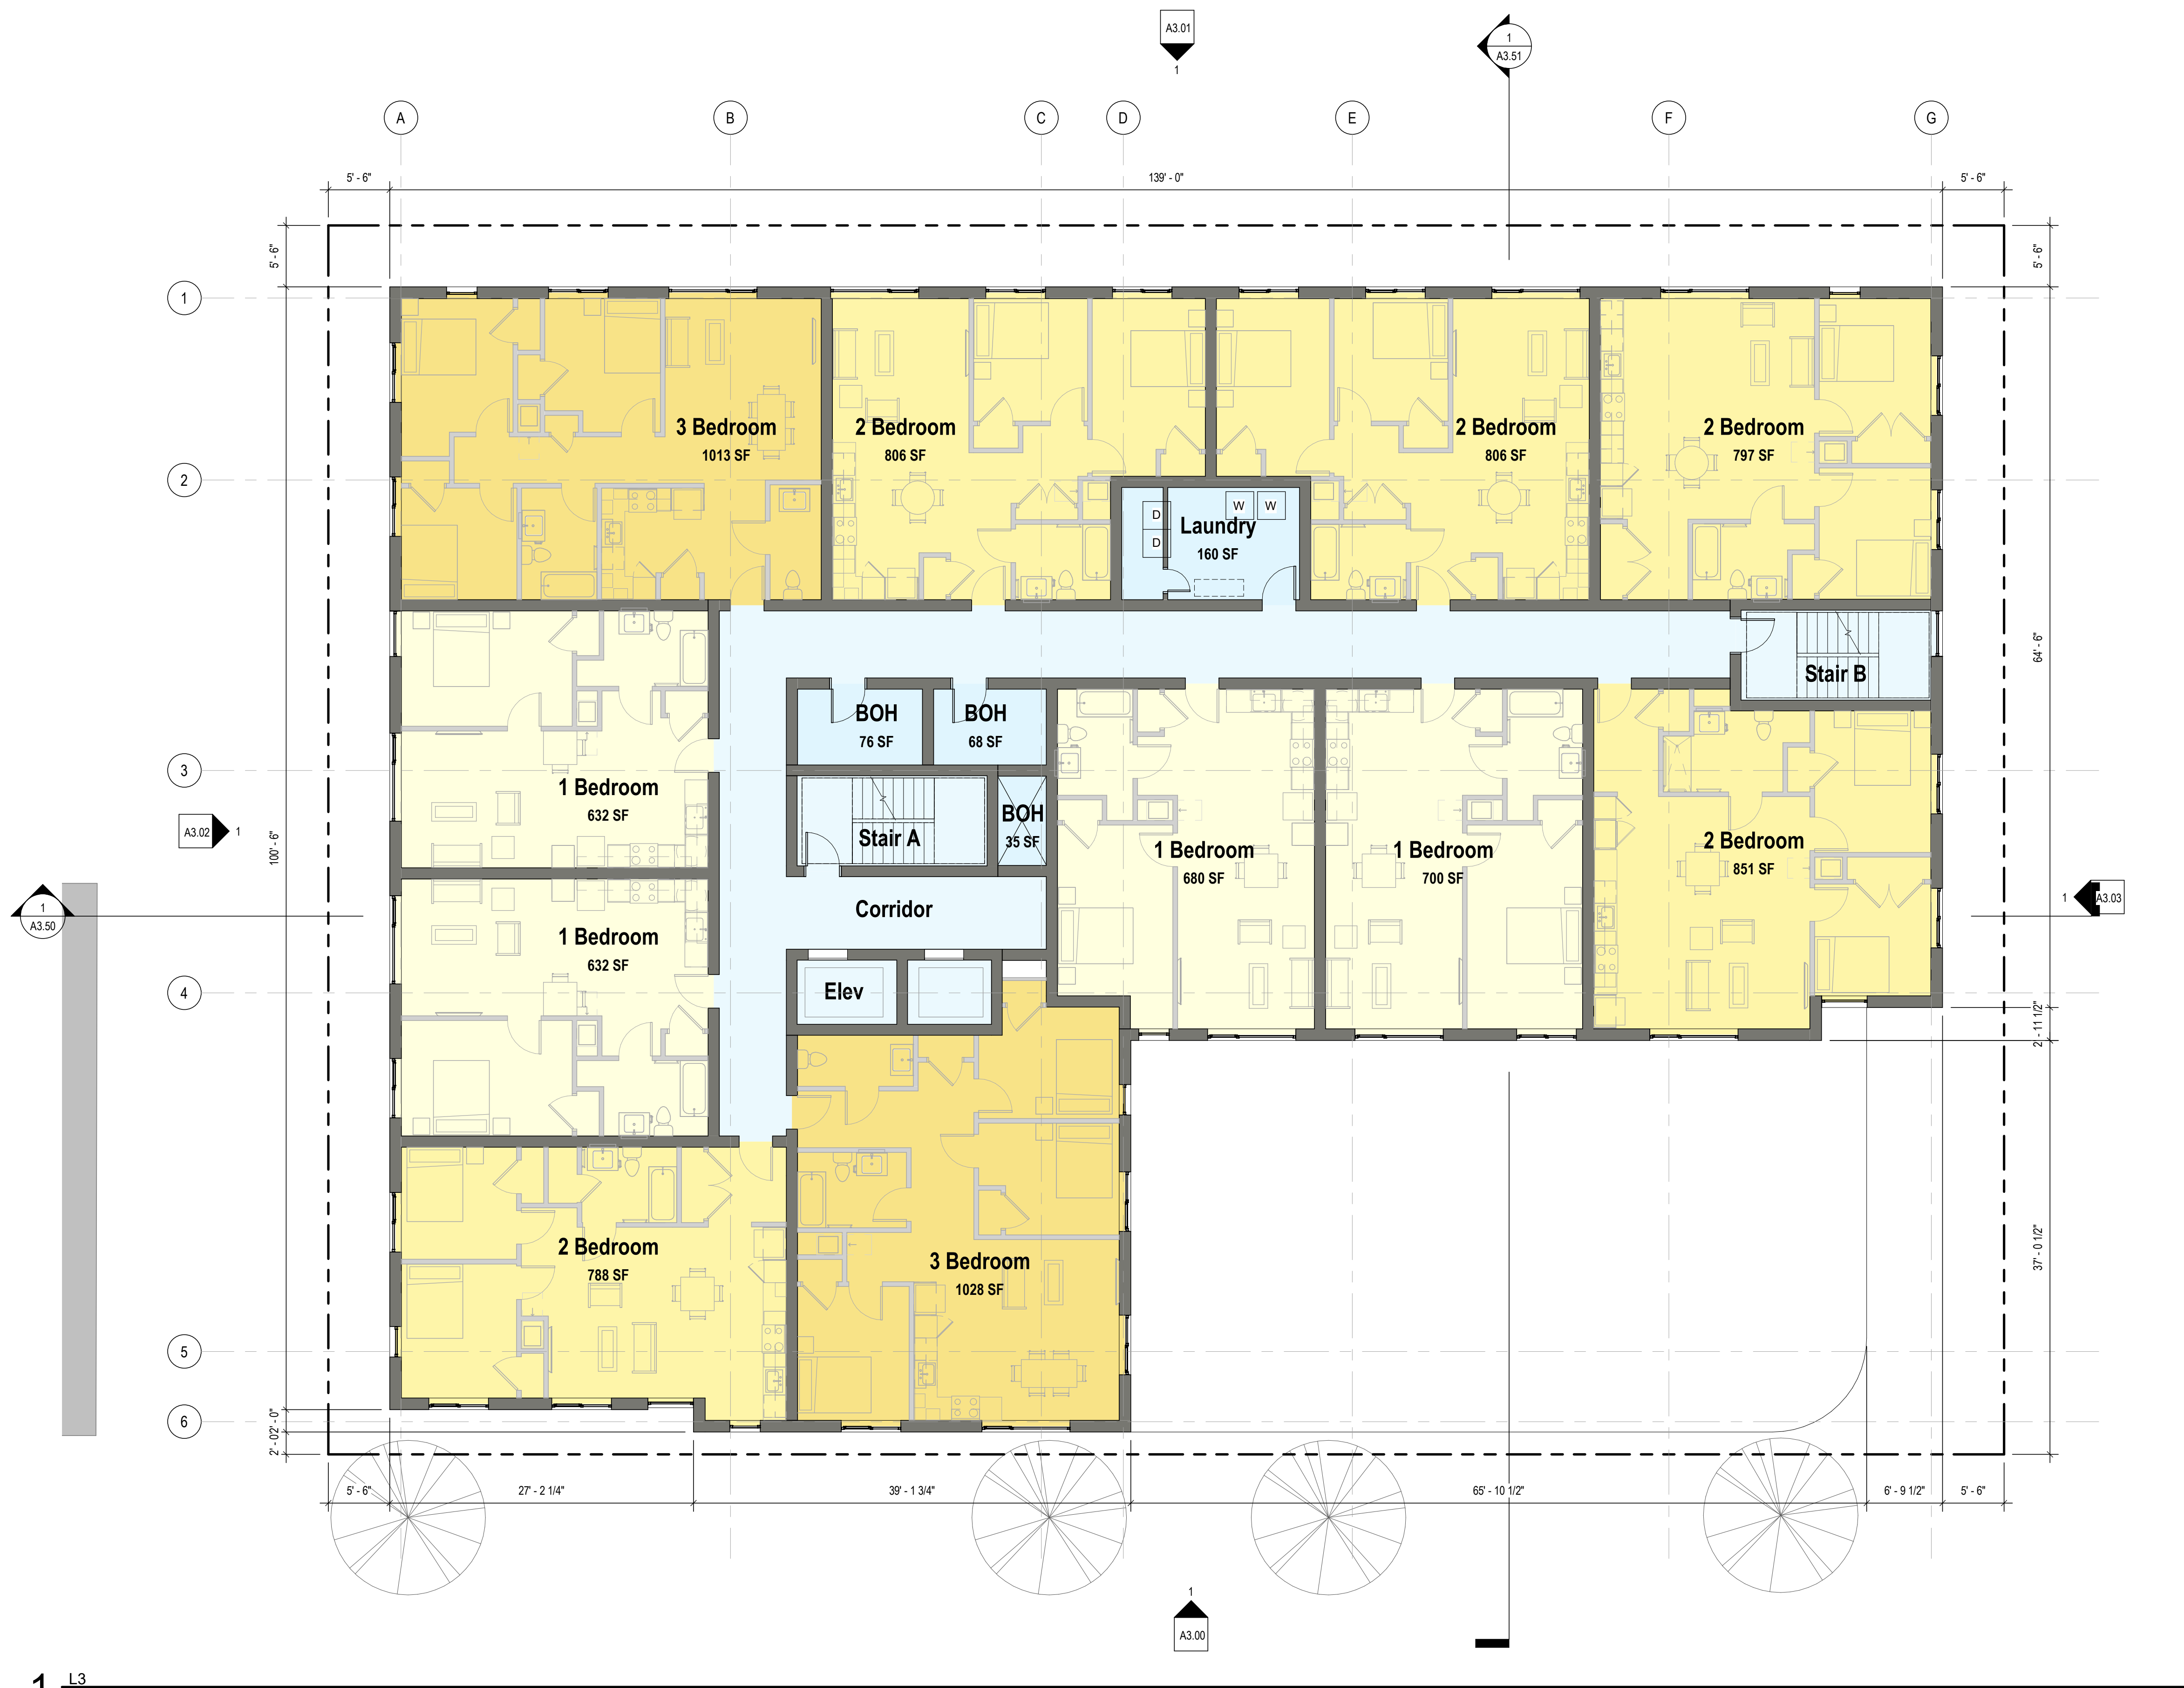 A3.01
1
1
A3.51
A
B
C
D
E
F
G
5' - 6"
139' - 0"
5' - 6"
5' - 6"
5' - 6"
1
2
3
4
5
6
3 Bedroom
1013 SF
2 Bedroom
806 SF
2 Bedroom
806 SF
2 Bedroom
797 SF
D
D
W
W
Laundry
160 SF
64' - 6"
Stair B
BOH
76 SF
BOH
68 SF
1 Bedroom
632 SF
Stair A
BOH
35 SF
1 Bedroom
680 SF
1 Bedroom
700 SF
2 Bedroom
851 SF
A3.02
1
100' - 6"
1
A3.50
1
A3.03
Corridor
1 Bedroom
632 SF
Elev
2' - 11 1/2"
2 Bedroom
788 SF
3 Bedroom
1028 SF
37' - 0 1/2"
2' - 0"
2' - 0"
5' - 6"
27' - 2 1/4"
39' - 1 3/4"
65' - 10 1/2"
6' - 9 1/2"
5' - 6"
1
A3.00
1
L3